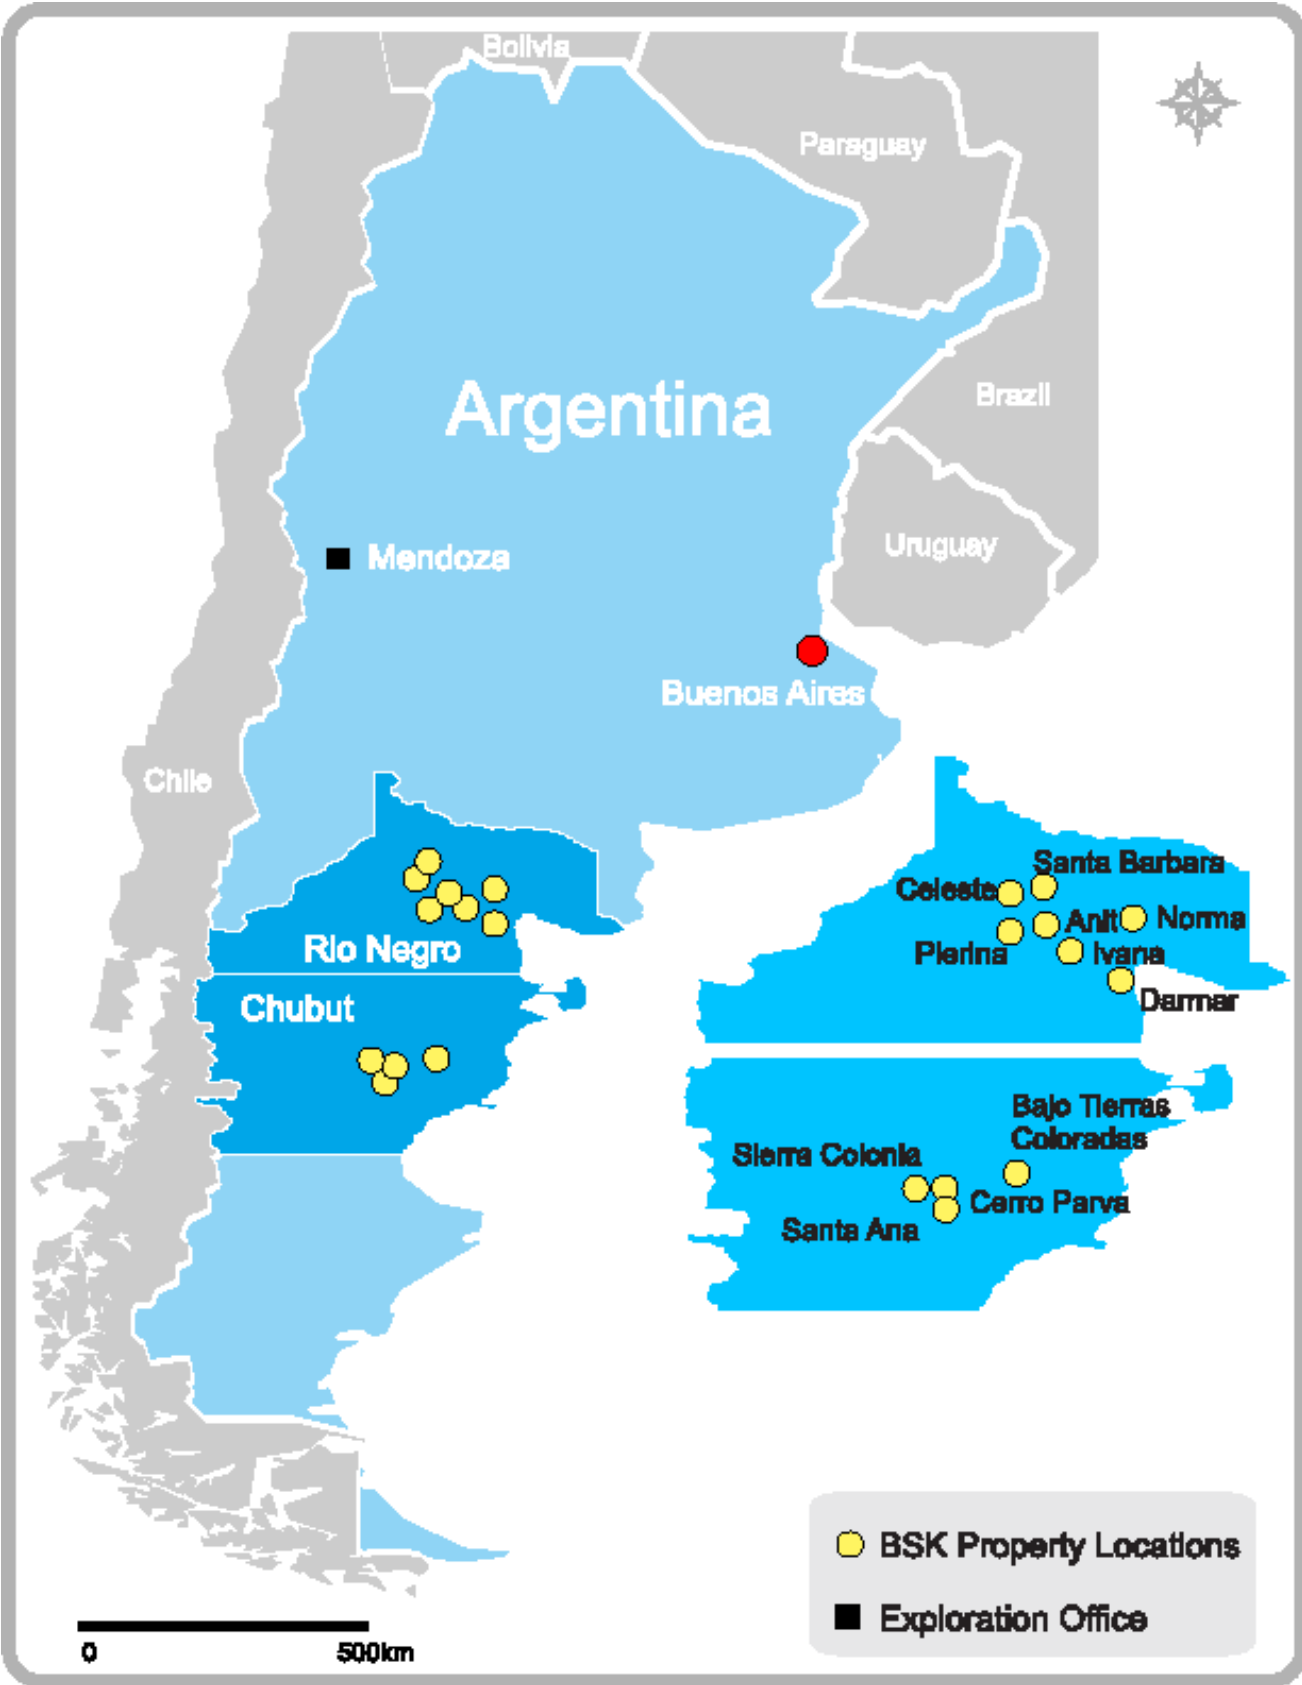 Bolivia
Paraguay
Argentina
Brazil
Uruguay
Mendoza
Buenos Aires
Chile
Rio Negro
Chubut
Santa Barbara
Celeste
Anit
Norma
Pierina
Ivana
Darmar
Bajo Tierras
Coloradas
Sierra Colonia
Cerro Parva
Santa Ana
BSK Property Locations
Exploration Office
0
500km